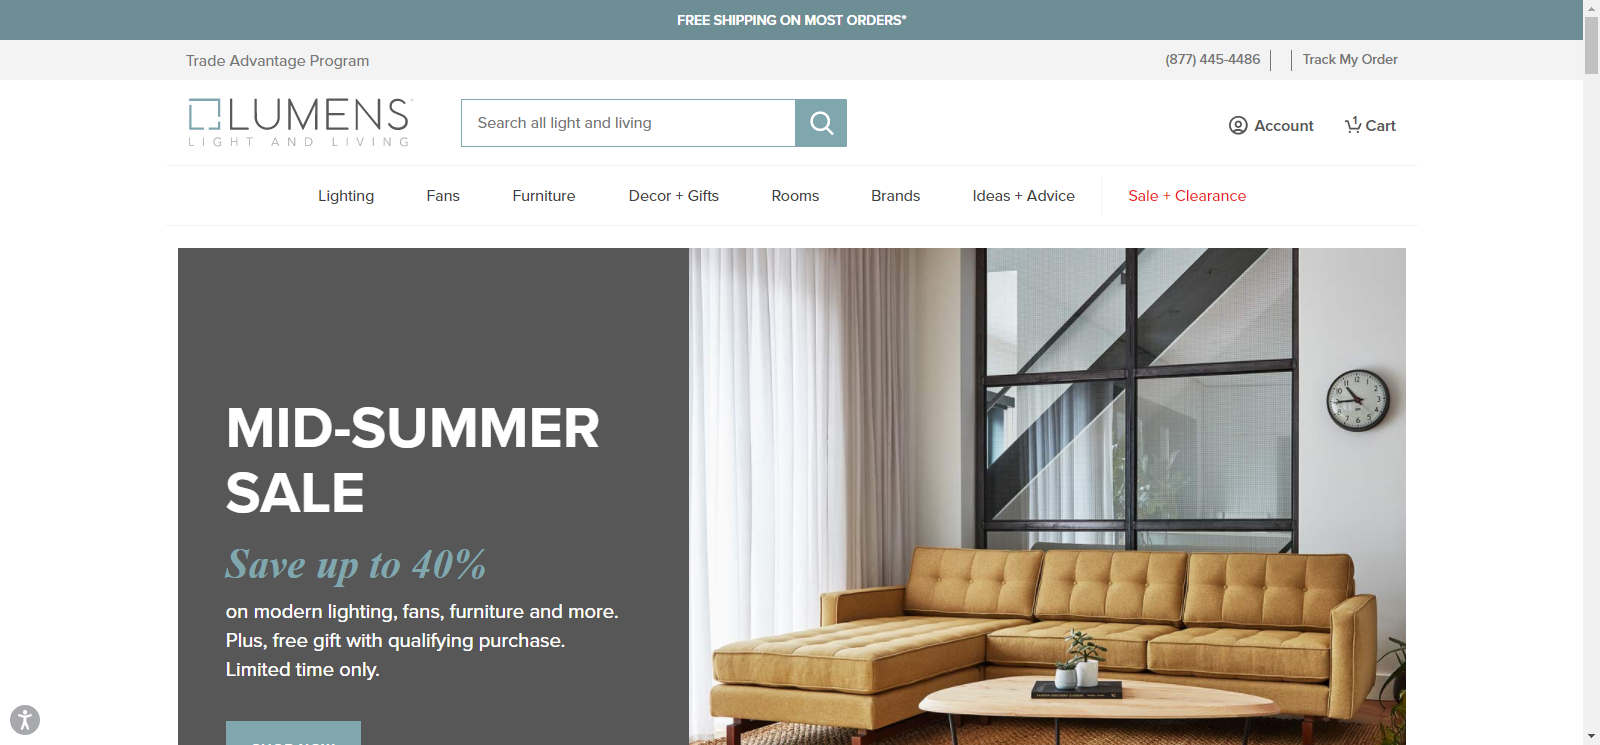 FREE SHIPPING ON MOST ORDERS*
Trade Advantage Program
(877) 445-4486
Track My Order
LUMENS
LIGHT AND LIVING
Search all light and living
Account
1
Cart
Lighting
Fans
Furniture
Decor + Gifts
Rooms
Brands
Ideas + Advice
Sale + Clearance
MID-SUMMER
SALE
Save up to 40%
on modern lighting, fans, furniture and more.
Plus, free gift with qualifying purchase.
Limited time only.
SHOP NOW